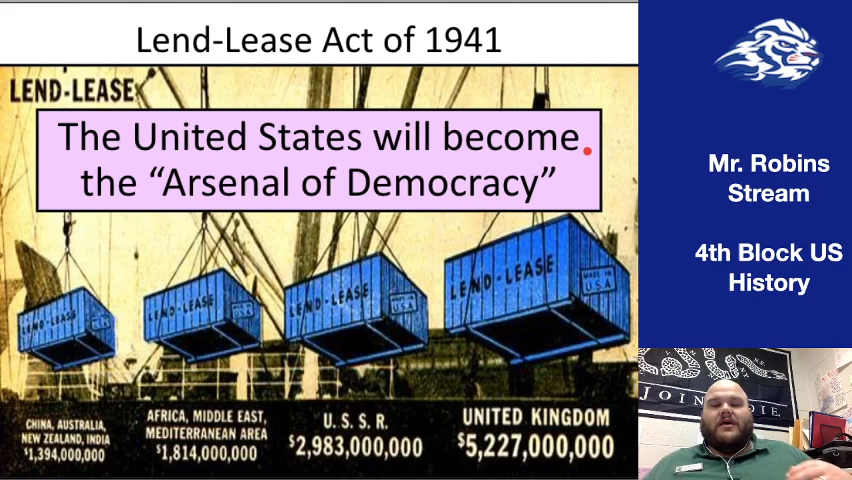 Lend-Lease Act of 1941
LEND-LEASE
The United States will become
the “Arsenal of Democracy”
LEND-LEASE
LEND-LEASE
LEND-LEASE
MADE IN
U.S.A.
LEND-LEASE
MADE IN
U.S.A.
CHINA, AUSTRALIA,
NEW ZEALAND, INDIA
$1,394,000,000
AFRICA, MIDDLE EAST,
MEDITERRANEAN AREA
$1,814,000,000
U. S. S. R.
$2,983,000,000
UNITED KINGDOM
$5,227,000,000
Mr. Robins
Stream
4th Block US
History
JOIN
DIE.